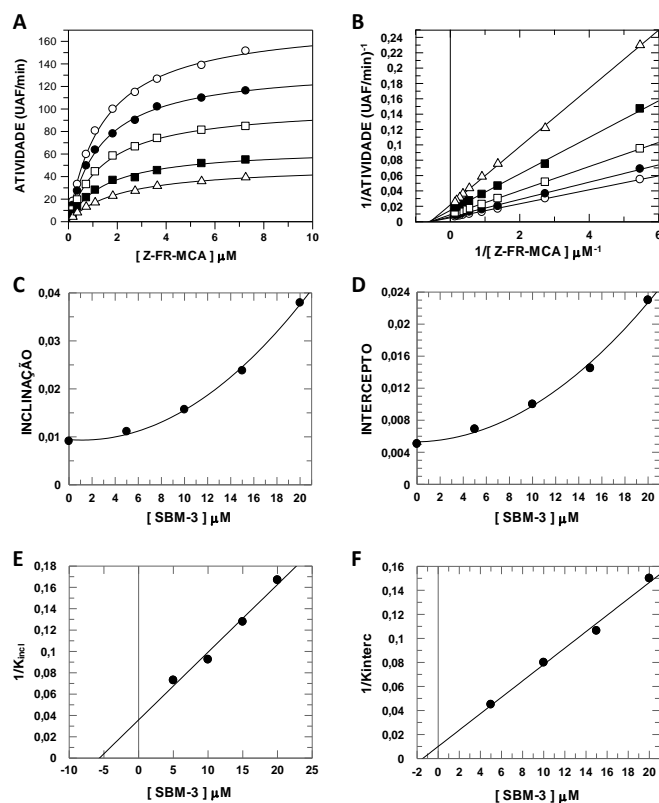 A
ATIVIDADE (UAF/min)
160
140
120
100
80
60
40
20
0
0 2 4 6 8 10
[ Z-FR-MCA ] µM
B
1/ATIVIDADE (UAF/min)⁻¹
0,24
0,22
0,2
0,18
0,16
0,14
0,12
0,1
0,08
0,06
0,04
0,02
0
0 2 4 6
1/[ Z-FR-MCA ] µM⁻¹
C
INCLINAÇÃO
0,04
0,03
0,02
0,01
0
0 2 4 6 8 10 12 14 16 18 20
[ SBM-3 ] µM
D
INTERCEPTO
0,024
0,02
0,016
0,012
0,008
0,004
0
0 2 4 6 8 10 12 14 16 18 20
[ SBM-3 ] µM
E
1/Kincl
0,18
0,16
0,14
0,12
0,1
0,08
0,06
0,04
0,02
0
-10 -5 0 5 10 15 20 25
[ SBM-3 ] µM
F
1/Kinterc
0,16
0,14
0,12
0,1
0,08
0,06
0,04
0,02
0
-2 0 2 4 6 8 10 12 14 16 18 20
[ SBM-3 ] µM